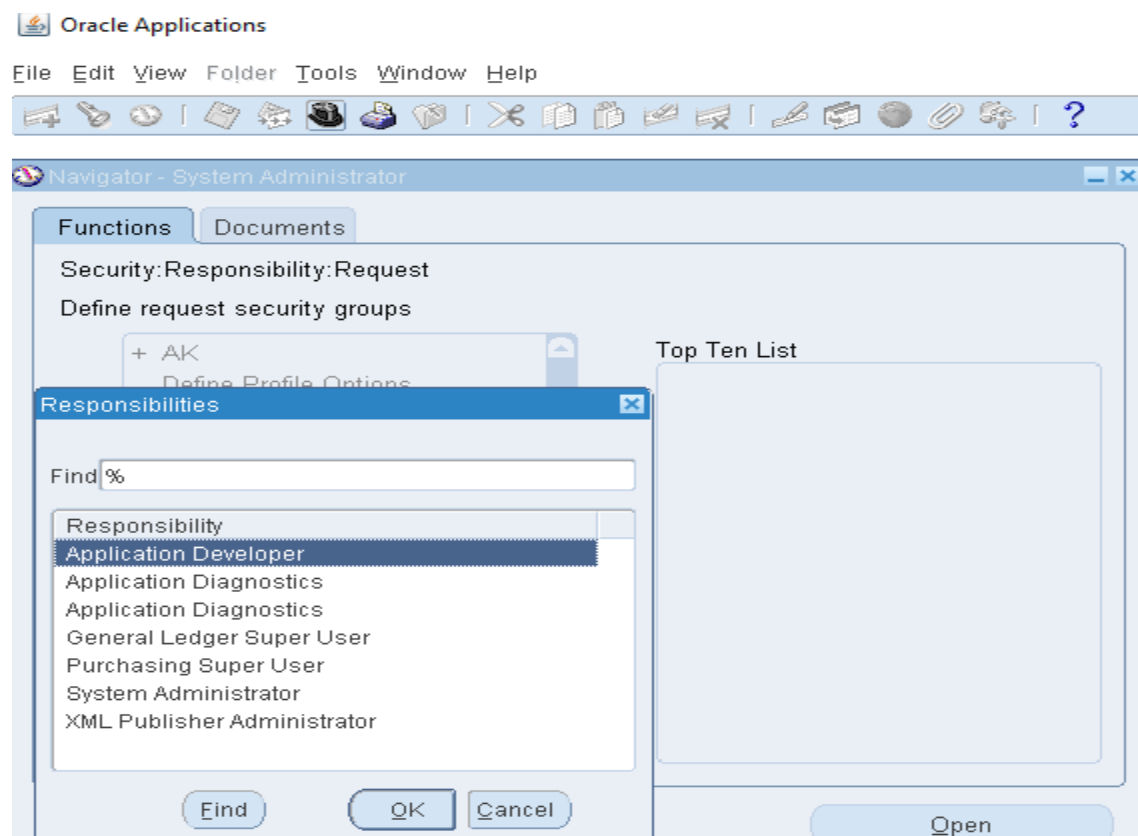 Oracle Applications
File Edit View Folder Tools Window Help
?
Navigator - System Administrator
Functions Documents
Security:Responsibility:Request
Define request security groups
+ AK
Top Ten List
Define Profile Options
Responsibilities
Find %
Responsibility
Application Developer
Application Diagnostics
Application Diagnostics
General Ledger Super User
Purchasing Super User
System Administrator
XML Publisher Administrator
Find OK Cancel
Open